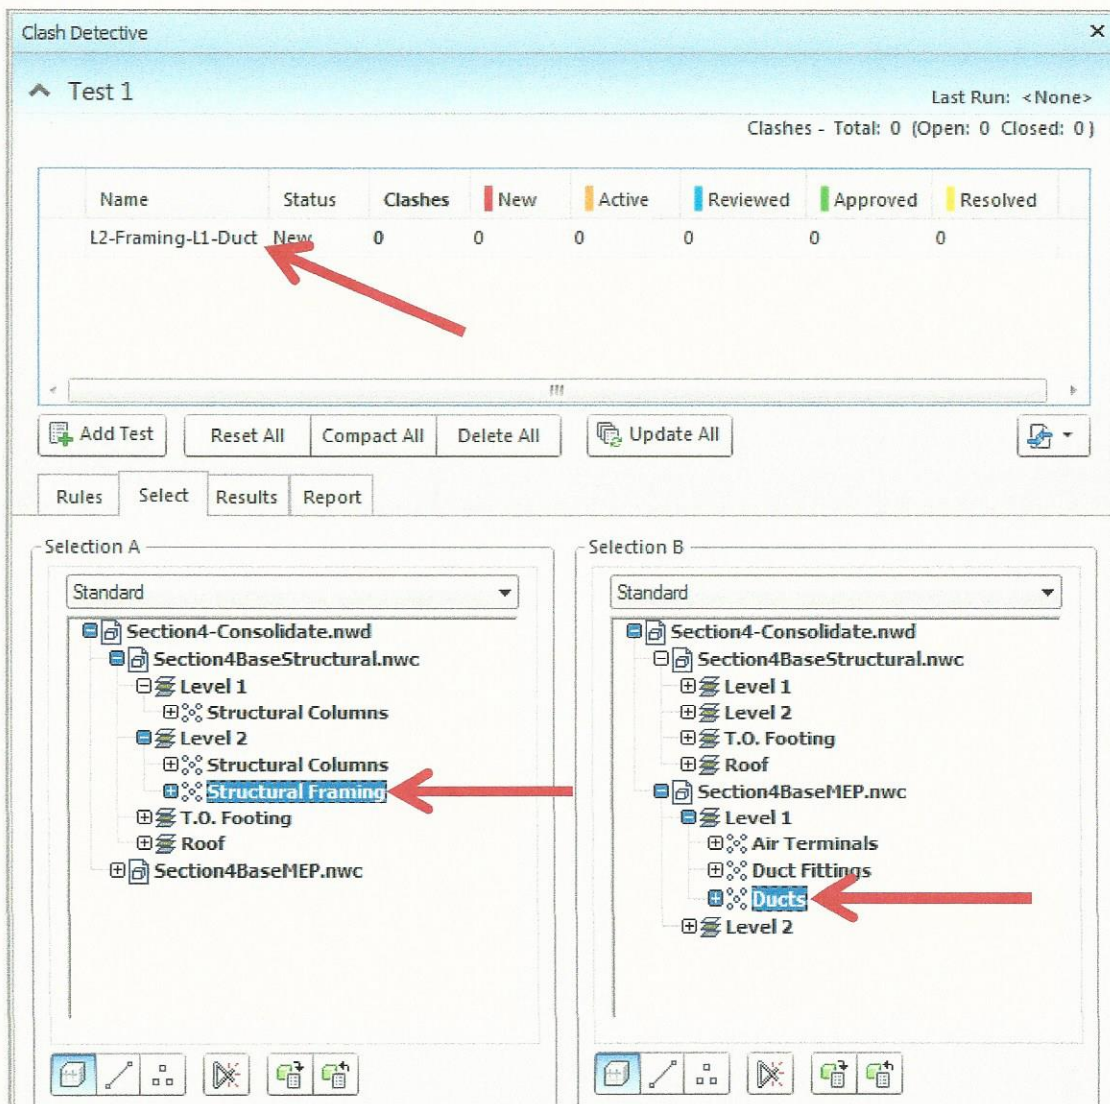 Clash Detective
Test 1
Last Run: <None>
Clashes - Total: 0 (Open: 0 Closed: 0)
Name Status Clashes New Active Reviewed Approved Resolved
L2-Framing-L1-Duct New 0 0 0 0 0 0
Add Test Reset All Compact All Delete All Update All
Rules Select Results Report
Selection A
Standard
Section4-Consolidate.nwd
Section4BaseStructural.nwc
Level 1
Structural Columns
Level 2
Structural Columns
Structural Framing
T.O. Footing
Roof
Section4BaseMEP.nwc
Selection B
Standard
Section4-Consolidate.nwd
Section4BaseStructural.nwc
Level 1
Level 2
T.O. Footing
Roof
Section4BaseMEP.nwc
Level 1
Air Terminals
Duct Fittings
Ducts
Level 2